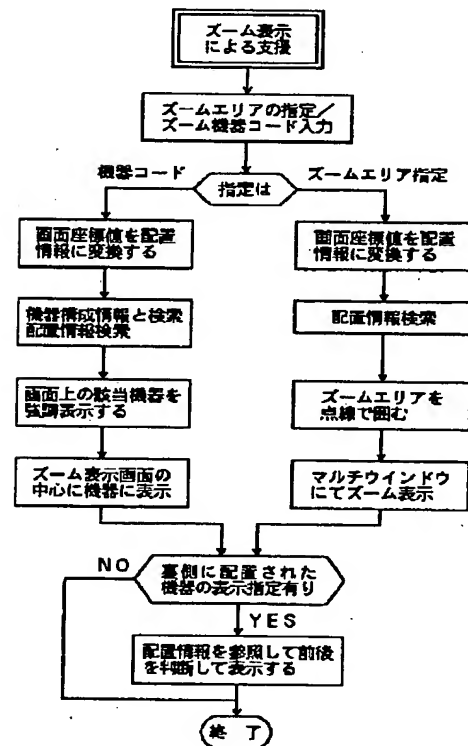 ズーム表示
による支援
ズームエリアの指定／
ズーム機器コード入力
機器コード
ズームエリア指定
指定は
画面座標値を配置
情報に変換する
機器構成情報と検索
配置情報検索
画面上の該当機器を
強調表示する
ズーム表示画面の
中心に機器に表示
画面座標値を配置
情報に変換する
配置情報検索
ズームエリアを
点線で囲む
マルチウインドウ
にてズーム表示
NO
裏側に配置された
機器の表示指定有り
YES
配置情報を参照して前後
を判断して表示する
終了